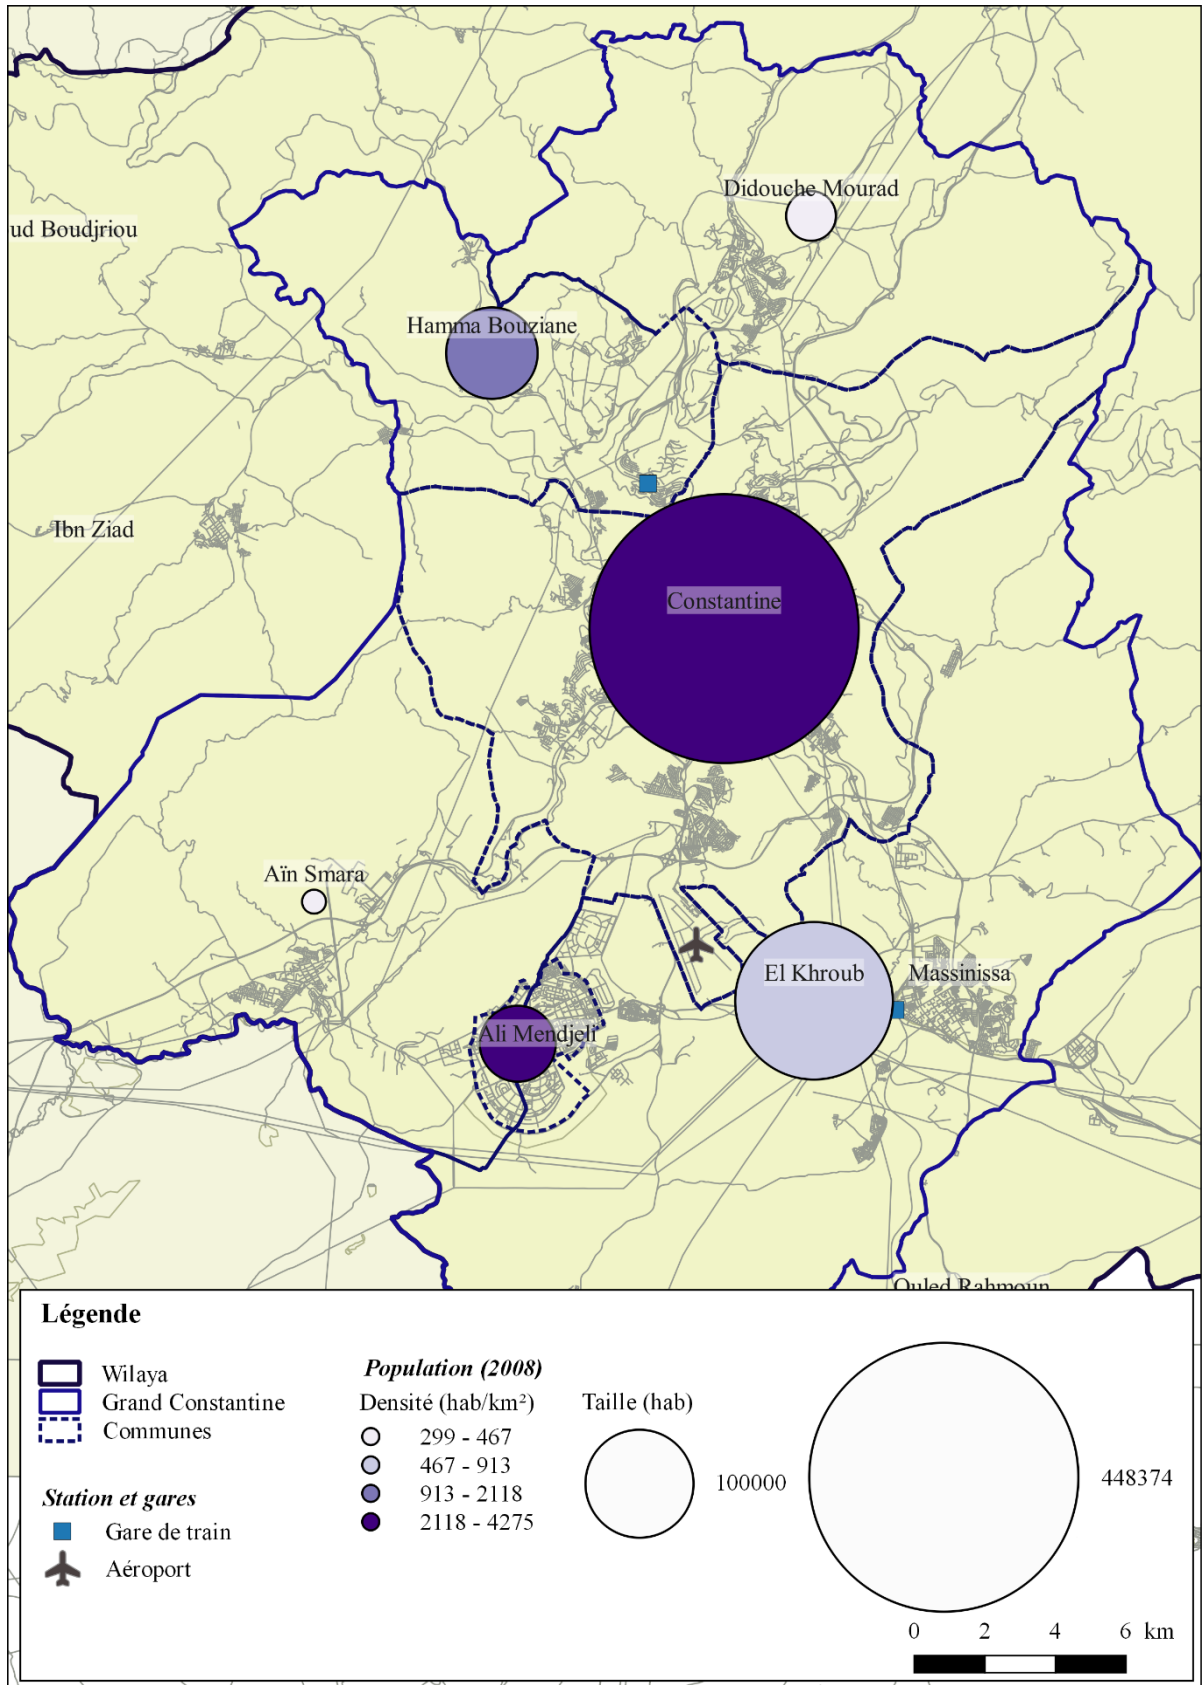 Didouche Mourad
ud Boudjriou
Hamma Bouziane
Ibn Ziad
Constantine
Aïn Smara
El Khroub
Massinissa
Ali Mendjeli
Ouled Rahmoun
Légende
Wilaya
Grand Constantine
Communes
Station et gares
Gare de train
Aéroport
Population (2008)
Densité (hab/km²)
299 - 467
467 - 913
913 - 2118
2118 - 4275
Taille (hab)
100000
448374
0 2 4 6 km